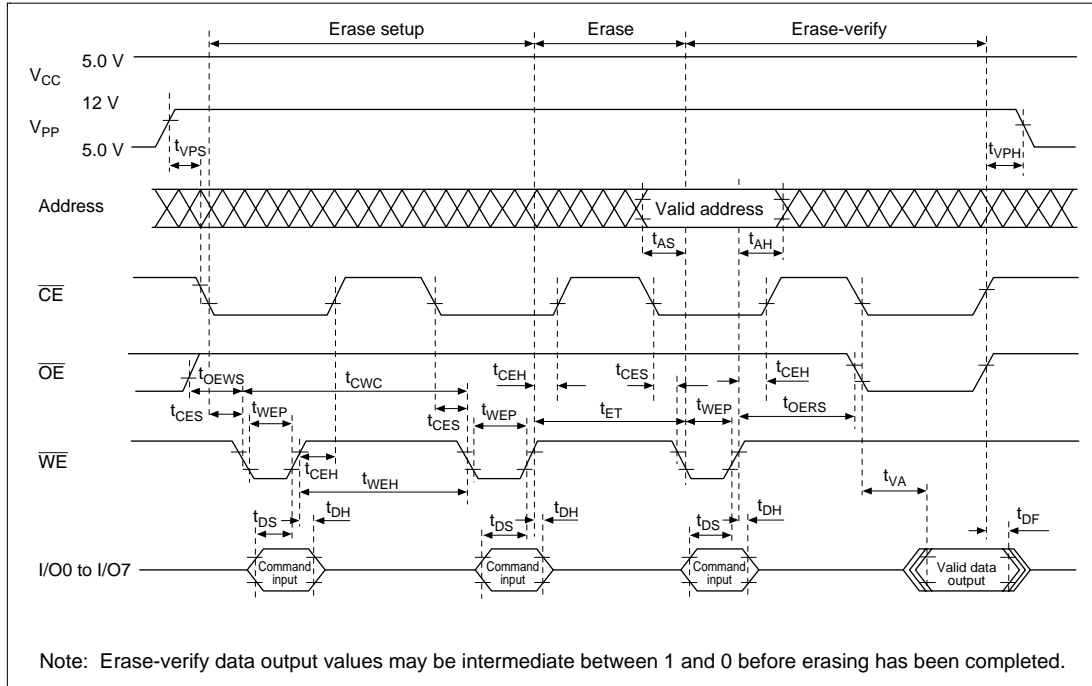 Erase setup Erase Erase-verify
5.0 V
VCC
12 V
VPP
5.0 V
tVPS tVPH
Address Valid address
tAS tAH
CE
OE
tOEWS tCWC tCEH tCES tCEH
tCES tWEP tCES tWEP tET tWEP tOERS
WE
tCEH
tWEH tVA
tDS tDH tDS tDH tDS tDH tDF
I/O0 to I/O7 Command input Command input Command input Valid data output
Note: Erase-verify data output values may be intermediate between 1 and 0 before erasing has been completed.